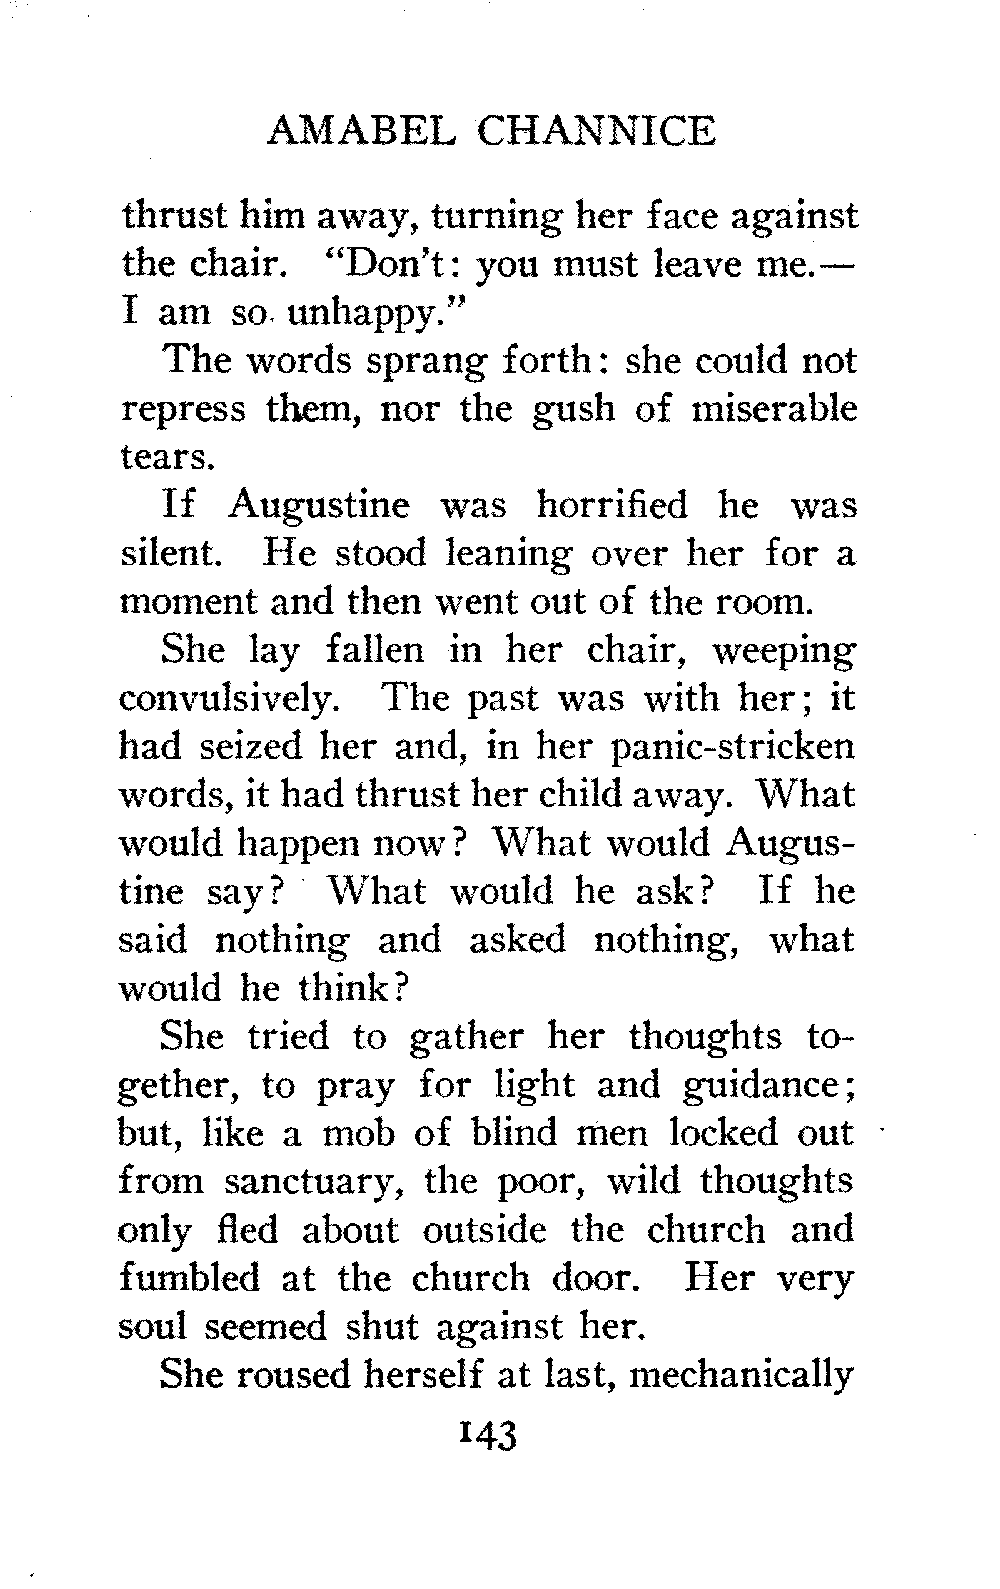 AMABEL CHANNICE
thrust him away, turning her face against
the chair. "Don't: you must leave me.—
I am so unhappy."
The words sprang forth: she could not
repress them, nor the gush of miserable
tears.
If Augustine was horrified he was
silent. He stood leaning over her for a
moment and then went out of the room.
She lay fallen in her chair, weeping
convulsively. The past was with her; it
had seized her and, in her panic-stricken
words, it had thrust her child away. What
would happen now? What would Augus-
tine say? What would he ask? If he
said nothing and asked nothing, what
would he think?
She tried to gather her thoughts to-
gether, to pray for light and guidance;
but, like a mob of blind men locked out
from sanctuary, the poor, wild thoughts
only fled about outside the church and
fumbled at the church door. Her very
soul seemed shut against her.
She roused herself at last, mechanically
143